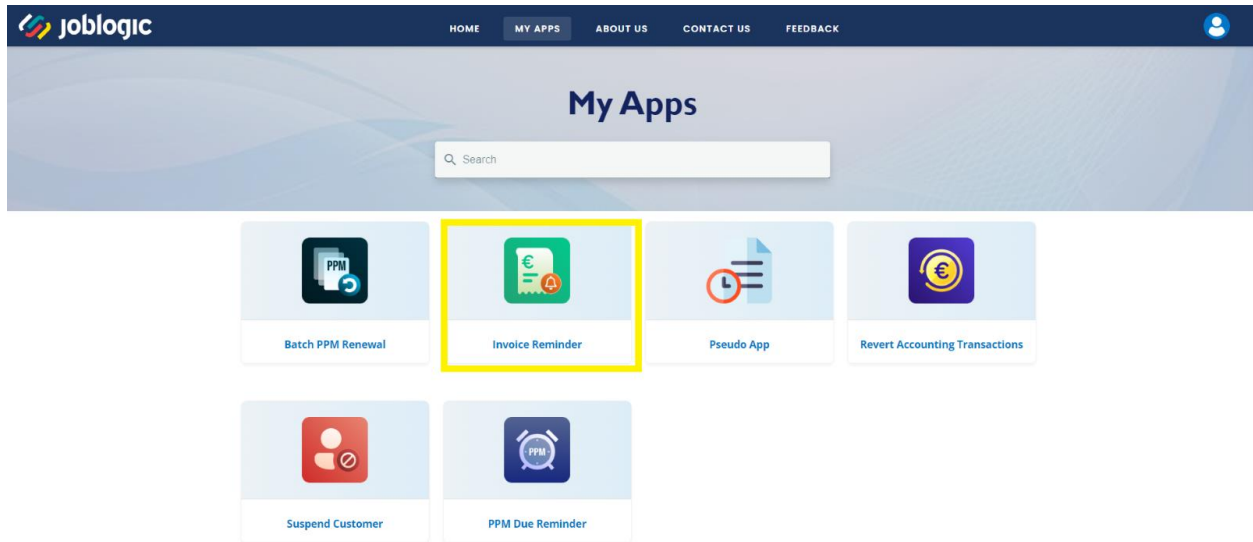 joblogic
HOME MY APPS ABOUT US CONTACT US FEEDBACK
My Apps
Search
PPM
€
€
Batch PPM Renewal
Invoice Reminder
Pseudo App
Revert Accounting Transactions
PPM
Suspend Customer
PPM Due Reminder